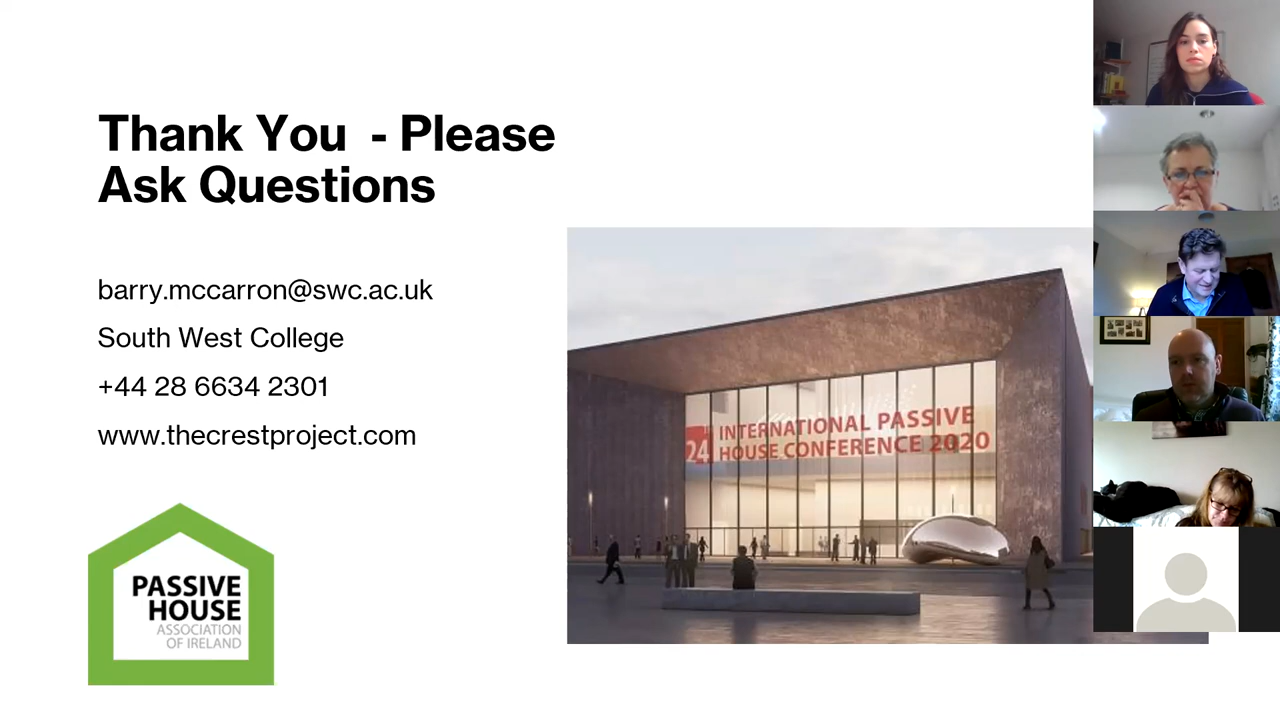 Thank You - Please
Ask Questions
barry.mccarron@swc.ac.uk
South West College
+44 28 6634 2301
www.thecrestproject.com
24 INTERNATIONAL PASSIVE
HOUSE CONFERENCE 2020
PASSIVE
HOUSE
ASSOCIATION
OF IRELAND